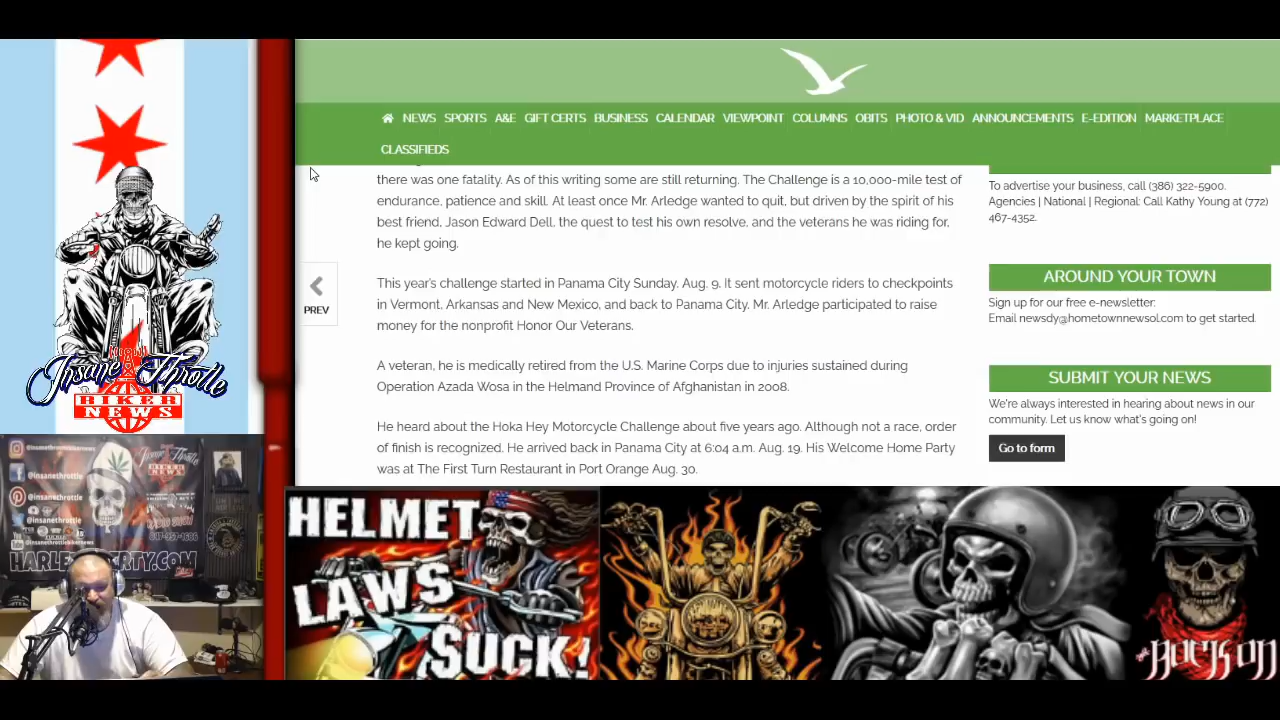 NEWS SPORTS A&E GIFT CERTS BUSINESS CALENDAR VIEWPOINT COLUMNS OBITS PHOTO & VID ANNOUNCEMENTS E-EDITION MARKETPLACE
CLASSIFIEDS
there was one fatality. As of this writing some are still returning. The Challenge is a 10,000-mile test of
endurance, patience and skill. At least once Mr. Arledge wanted to quit, but driven by the spirit of his
best friend, Jason Edward Dell, the quest to test his own resolve, and the veterans he was riding for,
he kept going.
This year's challenge started in Panama City Sunday. Aug. 9. It sent motorcycle riders to checkpoints
in Vermont, Arkansas and New Mexico, and back to Panama City. Mr. Arledge participated to raise
money for the nonprofit Honor Our Veterans.
A veteran, he is medically retired from the U.S. Marine Corps due to injuries sustained during
Operation Azada Wosa in the Helmand Province of Afghanistan in 2008.
He heard about the Hoka Hey Motorcycle Challenge about five years ago. Although not a race, order
of finish is recognized. He arrived back in Panama City at 6:04 a.m. Aug. 19. His Welcome Home Party
was at The First Turn Restaurant in Port Orange Aug. 30.
PREV
To advertise your business, call (386) 322-5900.
Agencies | National | Regional: Call Kathy Young at (772)
467-4352.
AROUND YOUR TOWN
Sign up for our free e-newsletter:
Email newsdy@hometownnewsol.com to get started.
SUBMIT YOUR NEWS
We're always interested in hearing about news in our
community. Let us know what's going on!
Go to form
Insane Throttle
BIKER
NEWS
@insanethrottle
@insanethrottle
@insanethrottle
@insanethrottle
@insanethrottlebikernews
HARLEYLIBERTY.COM
HELMET
LAWS
SUCK!